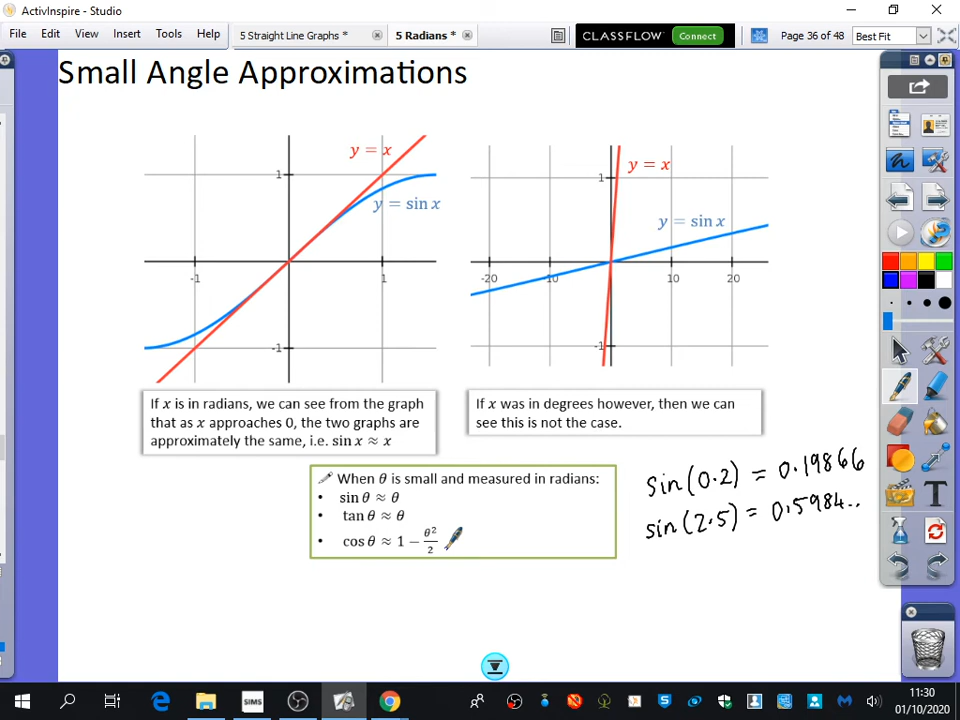 ActivInspire - Studio
File Edit View Insert Tools Help
5 Straight Line Graphs *
5 Radians *
CLASSFLOW Connect
Page 36 of 48
Best Fit
Small Angle Approximations
y = x
1
y = sin x
-1
1
-1
y = x
1
y = sin x
-20
-10
10
20
-1
If x is in radians, we can see from the graph
that as x approaches 0, the two graphs are
approximately the same, i.e. sin x ≈ x
If x was in degrees however, then we can
see this is not the case.
When θ is small and measured in radians:
• sin θ ≈ θ
• tan θ ≈ θ
• cos θ ≈ 1 − θ²/2
sin(0.2) = 0.19866
sin(2.5) = 0.5984..
T
SIMS
11:30
01/10/2020